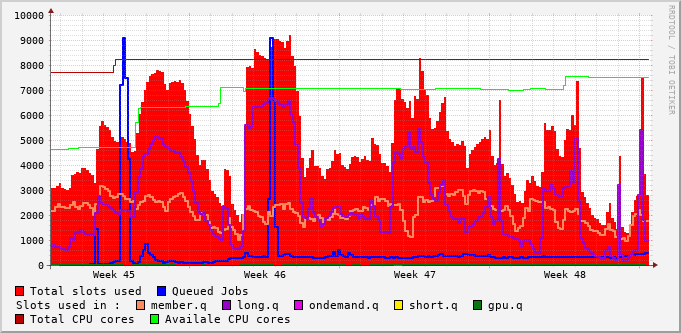 10000
9000
8000
7000
6000
5000
4000
3000
2000
1000
0
Week 45 Week 46 Week 47 Week 48
RRDTOOL / TOBI OETIKER
Total slots used Queued Jobs
Slots used in : member.q long.q ondemand.q short.q gpu.q
Total CPU cores Availale CPU cores